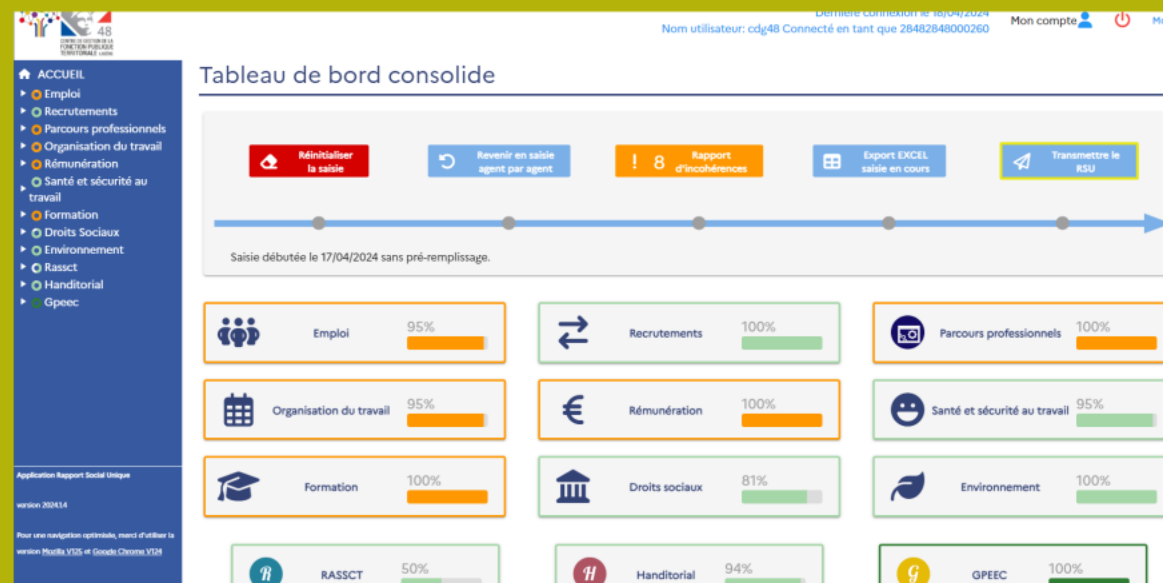 48
CENTRE DE GESTION DE LA
FONCTION PUBLIQUE
TERRITORIALE LOZÈRE
Dernière connexion le 18/04/2024
Nom utilisateur: cdg48 Connecté en tant que 28482848000260
Mon compte
ACCUEIL
Emploi
Recrutements
Parcours professionnels
Organisation du travail
Rémunération
Santé et sécurité au
travail
Formation
Droits Sociaux
Environnement
Rassct
Handitorial
Gpeec
Application Rapport Social Unique
version 2024.1.4
Pour une navigation optimisée, merci d'utiliser la
version Mozilla V125 et Google Chrome V124
Tableau de bord consolide
Réinitialiser
la saisie
Revenir en saisie
agent par agent
! 8 Rapport
d'incohérences
Export EXCEL
saisie en cours
Transmettre le
RSU
Saisie débutée le 17/04/2024 sans pré-remplissage.
Emploi 95%
Recrutements 100%
Parcours professionnels 100%
Organisation du travail 95%
€ Rémunération 100%
Santé et sécurité au travail 95%
Formation 100%
Droits sociaux 81%
Environnement 100%
R RASSCT 50%
H Handitorial 94%
G GPEEC 100%